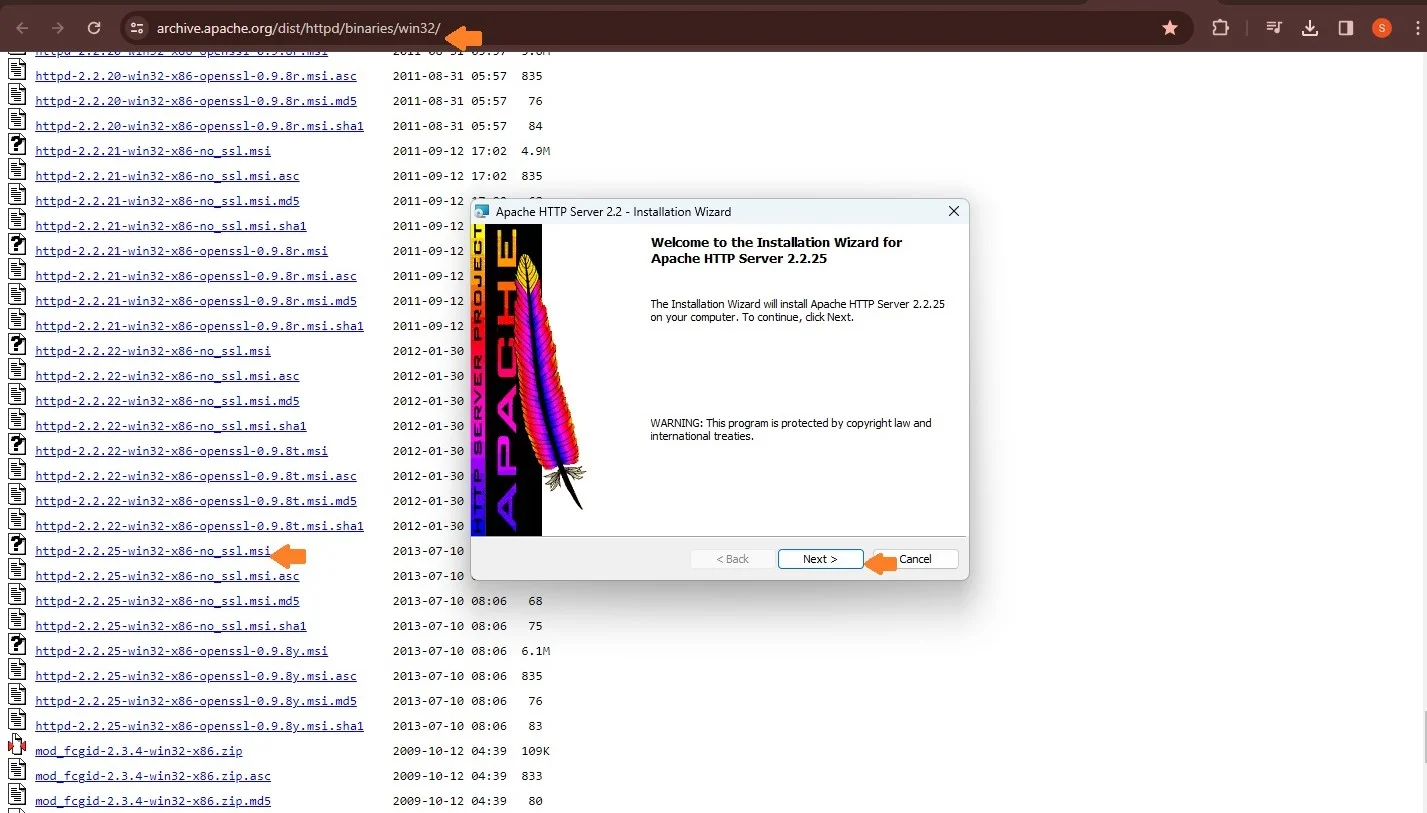 archive.apache.org/dist/httpd/binaries/win32/
S
httpd-2.2.20-win32-x86-openssl-0.9.8r.msi 2011-08-31 05:57
httpd-2.2.20-win32-x86-openssl-0.9.8r.msi.asc 2011-08-31 05:57 835
httpd-2.2.20-win32-x86-openssl-0.9.8r.msi.md5 2011-08-31 05:57 76
httpd-2.2.20-win32-x86-openssl-0.9.8r.msi.sha1 2011-08-31 05:57 84
httpd-2.2.21-win32-x86-no_ssl.msi 2011-09-12 17:02 4.9M
httpd-2.2.21-win32-x86-no_ssl.msi.asc 2011-09-12 17:02 835
httpd-2.2.21-win32-x86-no_ssl.msi.md5 2011-09-12
httpd-2.2.21-win32-x86-no_ssl.msi.sha1 2011-09-12
httpd-2.2.21-win32-x86-openssl-0.9.8r.msi 2011-09-12
httpd-2.2.21-win32-x86-openssl-0.9.8r.msi.asc 2011-09-12
httpd-2.2.21-win32-x86-openssl-0.9.8r.msi.md5 2011-09-12
httpd-2.2.21-win32-x86-openssl-0.9.8r.msi.sha1 2011-09-12
httpd-2.2.22-win32-x86-no_ssl.msi 2012-01-30
httpd-2.2.22-win32-x86-no_ssl.msi.asc 2012-01-30
httpd-2.2.22-win32-x86-no_ssl.msi.md5 2012-01-30
httpd-2.2.22-win32-x86-no_ssl.msi.sha1 2012-01-30
httpd-2.2.22-win32-x86-openssl-0.9.8t.msi 2012-01-30
httpd-2.2.22-win32-x86-openssl-0.9.8t.msi.asc 2012-01-30
httpd-2.2.22-win32-x86-openssl-0.9.8t.msi.md5 2012-01-30
httpd-2.2.22-win32-x86-openssl-0.9.8t.msi.sha1 2012-01-30
httpd-2.2.25-win32-x86-no_ssl.msi 2013-07-10
httpd-2.2.25-win32-x86-no_ssl.msi.asc 2013-07-10
httpd-2.2.25-win32-x86-no_ssl.msi.md5 2013-07-10 08:06 68
httpd-2.2.25-win32-x86-no_ssl.msi.sha1 2013-07-10 08:06 75
httpd-2.2.25-win32-x86-openssl-0.9.8y.msi 2013-07-10 08:06 6.1M
httpd-2.2.25-win32-x86-openssl-0.9.8y.msi.asc 2013-07-10 08:06 835
httpd-2.2.25-win32-x86-openssl-0.9.8y.msi.md5 2013-07-10 08:06 76
httpd-2.2.25-win32-x86-openssl-0.9.8y.msi.sha1 2013-07-10 08:06 83
mod_fcgid-2.3.4-win32-x86.zip 2009-10-12 04:39 109K
mod_fcgid-2.3.4-win32-x86.zip.asc 2009-10-12 04:39 833
mod_fcgid-2.3.4-win32-x86.zip.md5 2009-10-12 04:39 80
Apache HTTP Server 2.2 - Installation Wizard
HTTP SERVER PROJECT
APACHE
Welcome to the Installation Wizard for
Apache HTTP Server 2.2.25
The Installation Wizard will install Apache HTTP Server 2.2.25
on your computer. To continue, click Next.
WARNING: This program is protected by copyright law and
international treaties.
< Back
Next >
Cancel